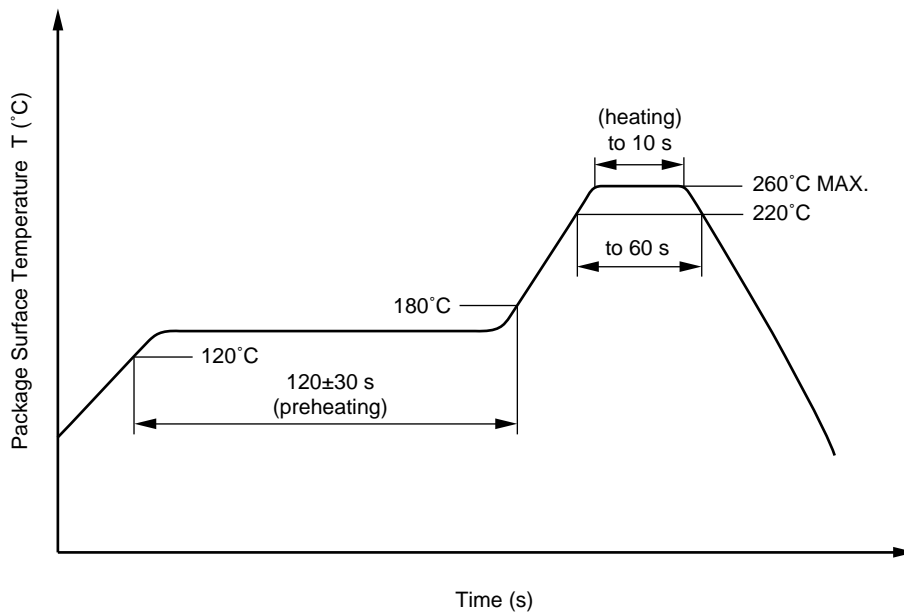 Package Surface Temperature T (˚C)
(heating)
to 10 s
260˚C MAX.
220˚C
to 60 s
180˚C
120˚C
120±30 s
(preheating)
Time (s)